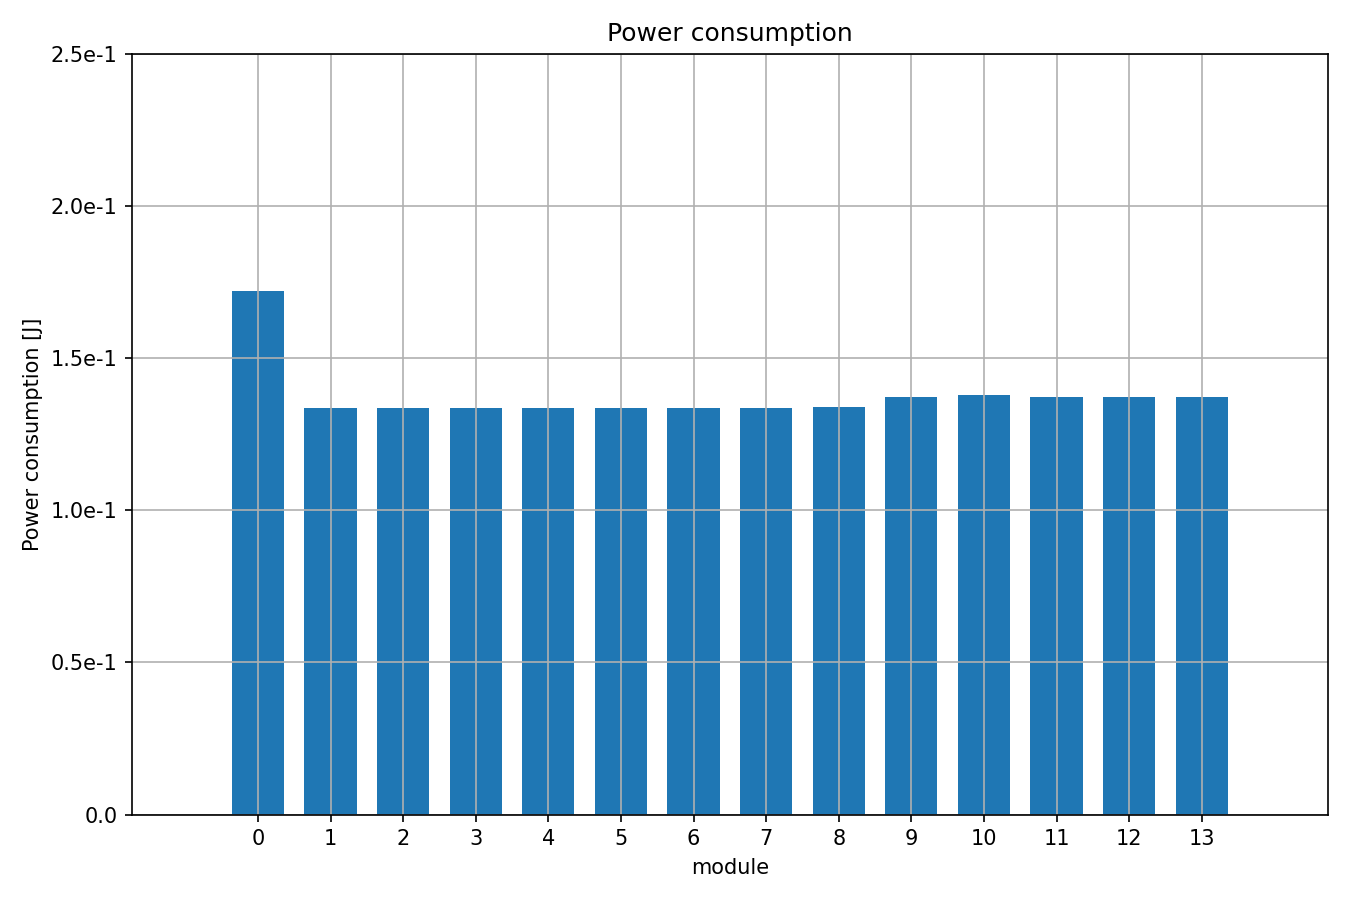 Power consumption
2.5e-1
2.0e-1
1.5e-1
1.0e-1
0.5e-1
0.0
Power consumption [J]
0 1 2 3 4 5 6 7 8 9 10 11 12 13
module